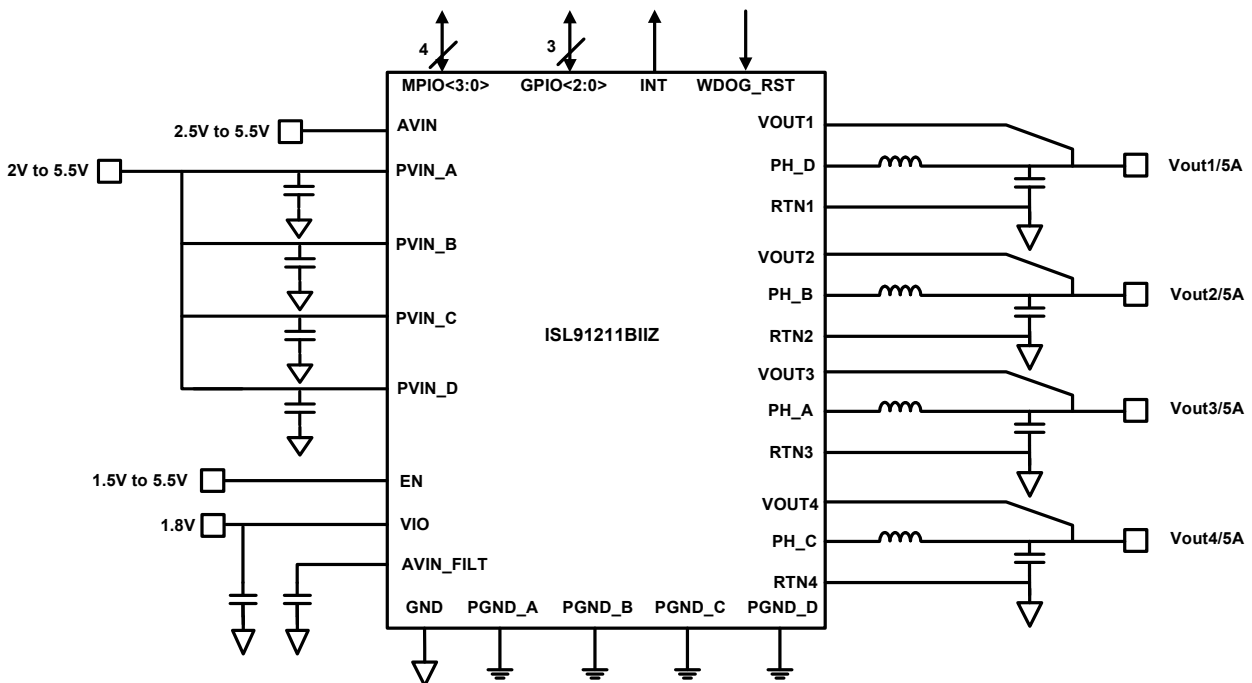 4
3
MPIO<3:0>
GPIO<2:0>
INT
WDOG_RST
2.5V to 5.5V
AVIN
2V to 5.5V
PVIN_A
PVIN_B
PVIN_C
PVIN_D
1.5V to 5.5V
EN
1.8V
VIO
AVIN_FILT
ISL91211BIIZ
VOUT1
PH_D
Vout1/5A
RTN1
VOUT2
PH_B
Vout2/5A
RTN2
VOUT3
PH_A
Vout3/5A
RTN3
VOUT4
PH_C
Vout4/5A
RTN4
GND
PGND_A
PGND_B
PGND_C
PGND_D